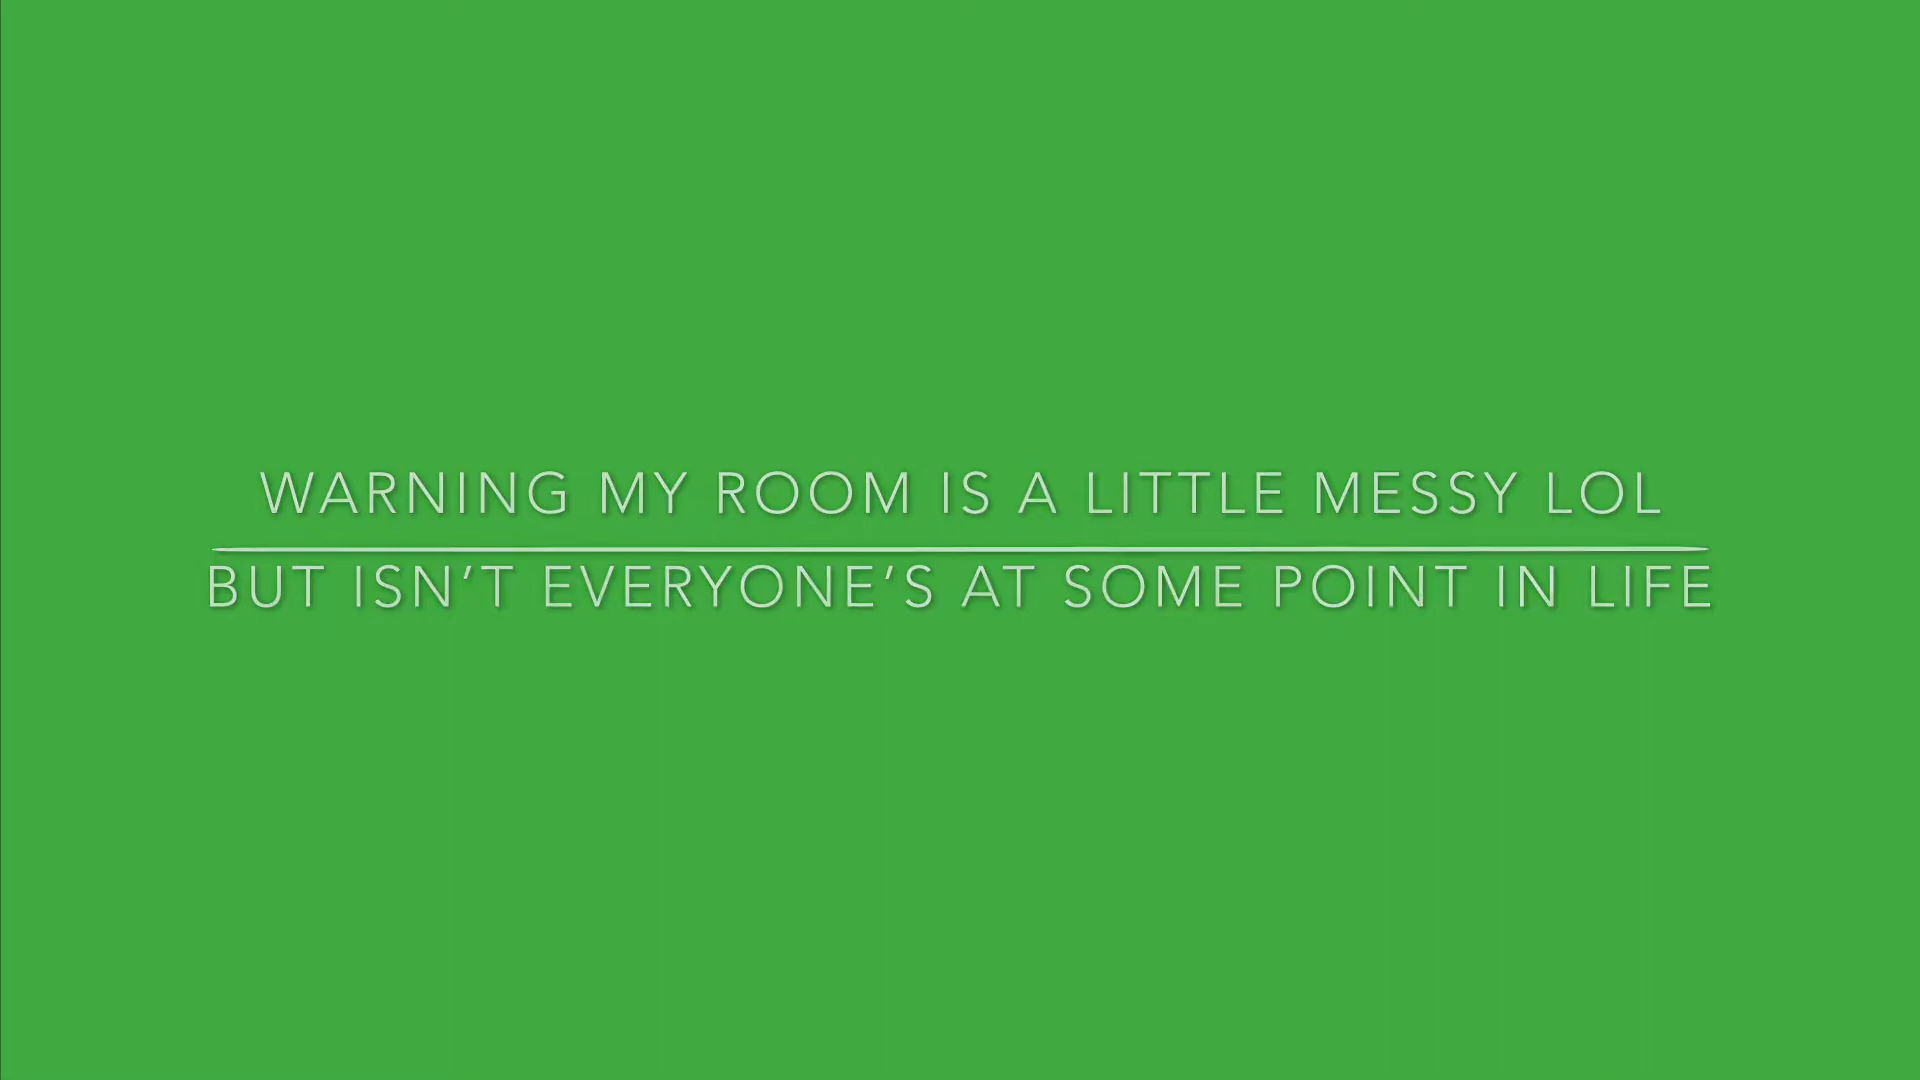 WARNING MY ROOM IS A LITTLE MESSY LOL
BUT ISN’T EVERYONE’S AT SOME POINT IN LIFE